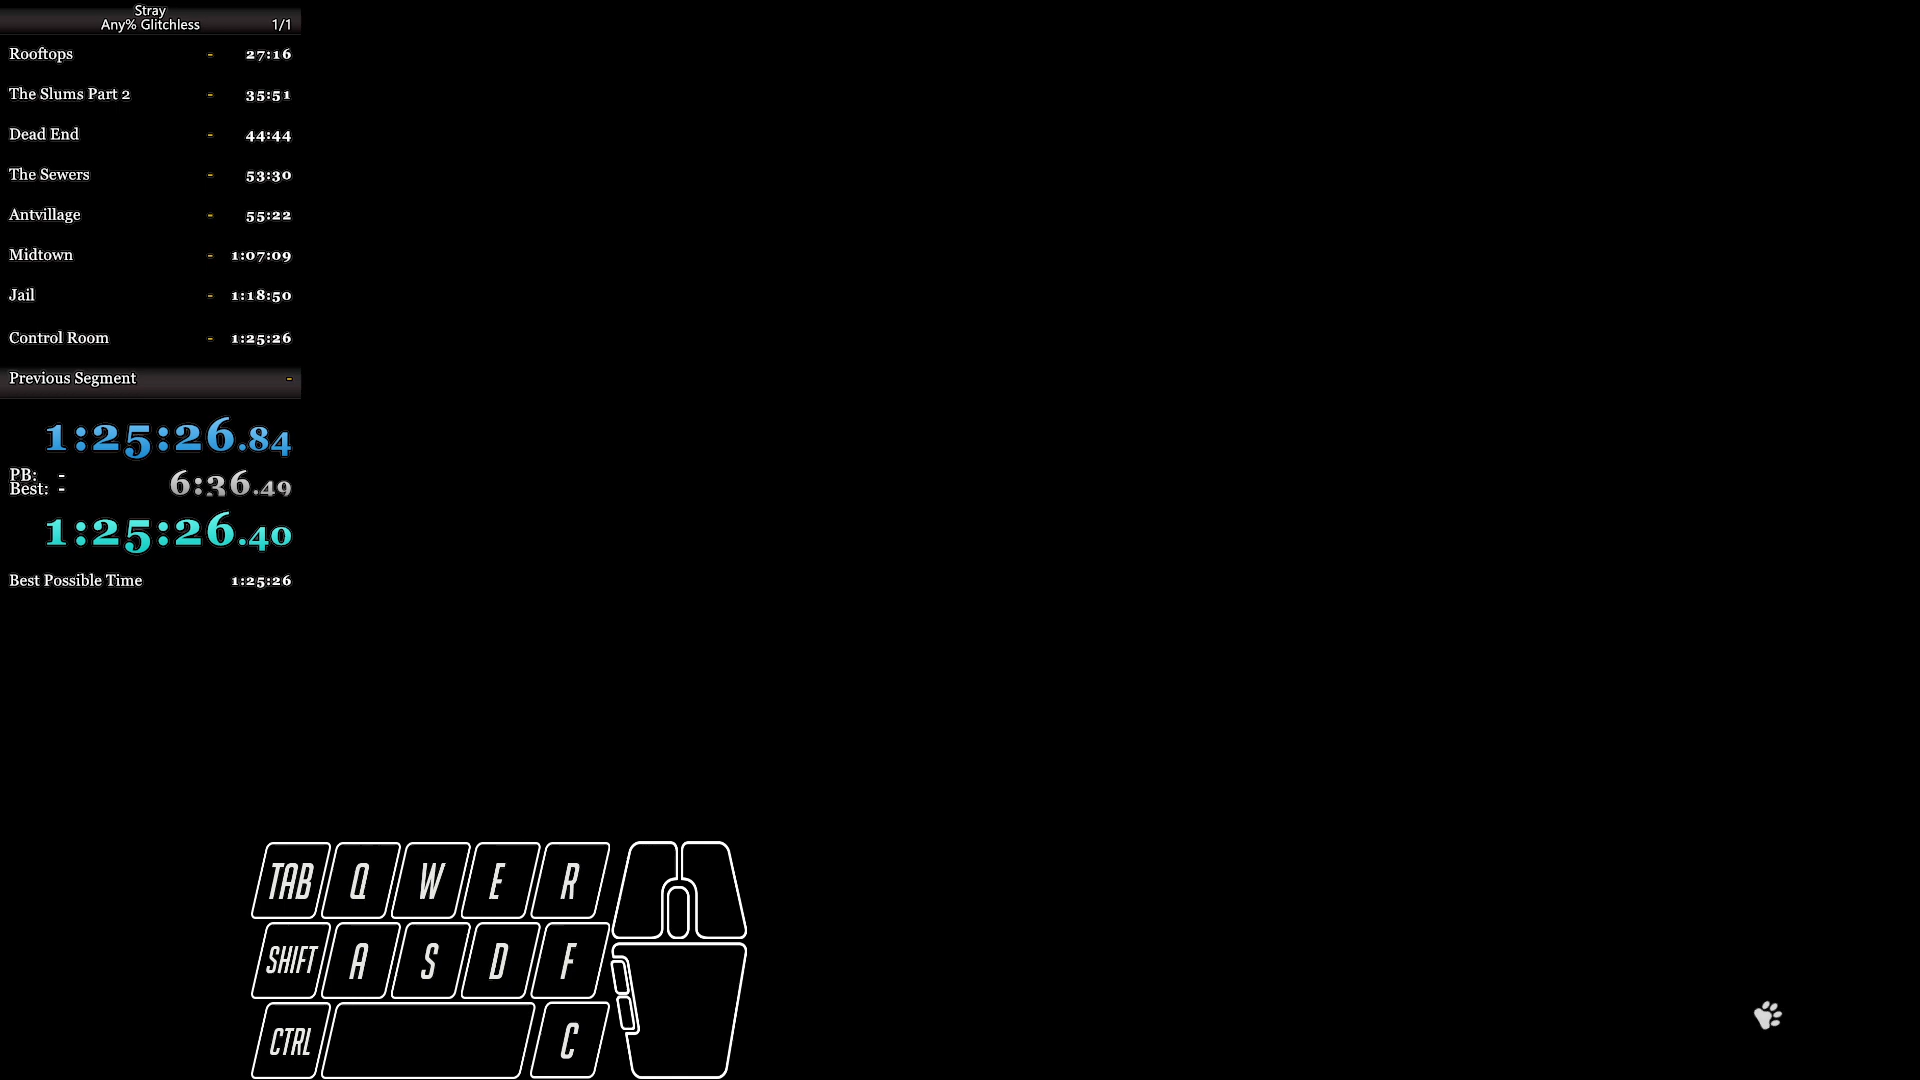 Stray
Any% Glitchless 1/1
Rooftops - 27:16
The Slums Part 2 - 35:51
Dead End - 44:44
The Sewers - 53:30
Antvillage - 55:22
Midtown - 1:07:09
Jail - 1:18:50
Control Room - 1:25:26
Previous Segment -
1:25:26.84
PB: - 6:36.49
Best: -
1:25:26.40
Best Possible Time 1:25:26
TAB Q W E R
SHIFT A S D F
CTRL C